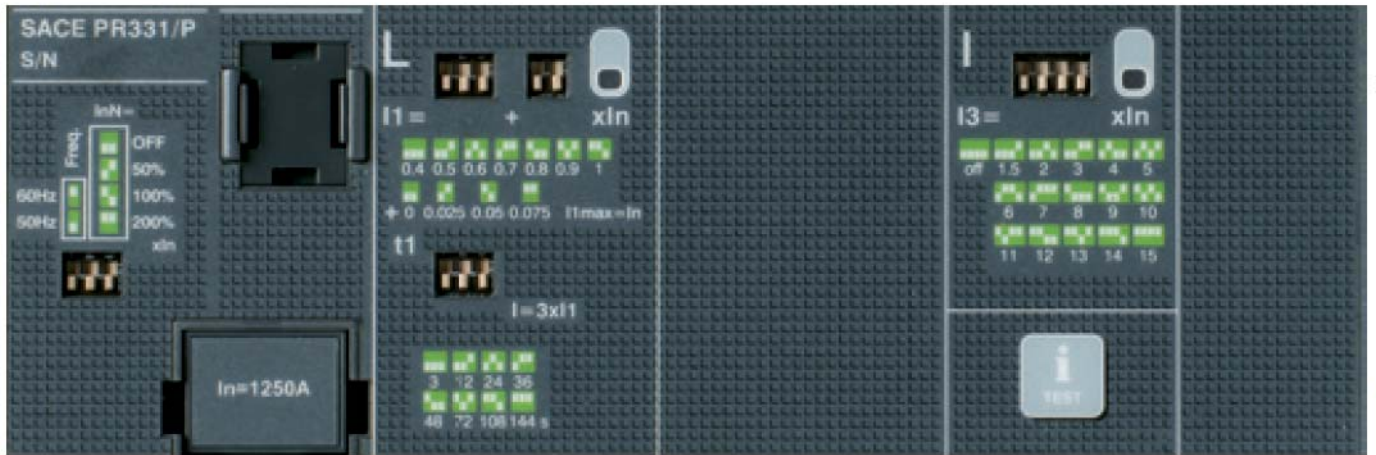 SACE PR331/P
S/N
InN=
Freq.
OFF
50%
60Hz
100%
50Hz
200%
xIn
In=1250A
L
I1= + xIn
0.4 0.5 0.6 0.7 0.8 0.9 1
+ 0 0.025 0.05 0.075 I1max=In
t1
I=3xI1
3 12 24 36
48 72 108 144 s
I
I3= xIn
off 1.5 2 3 4 5
6 7 8 9 10
11 12 13 14 15
i
TEST